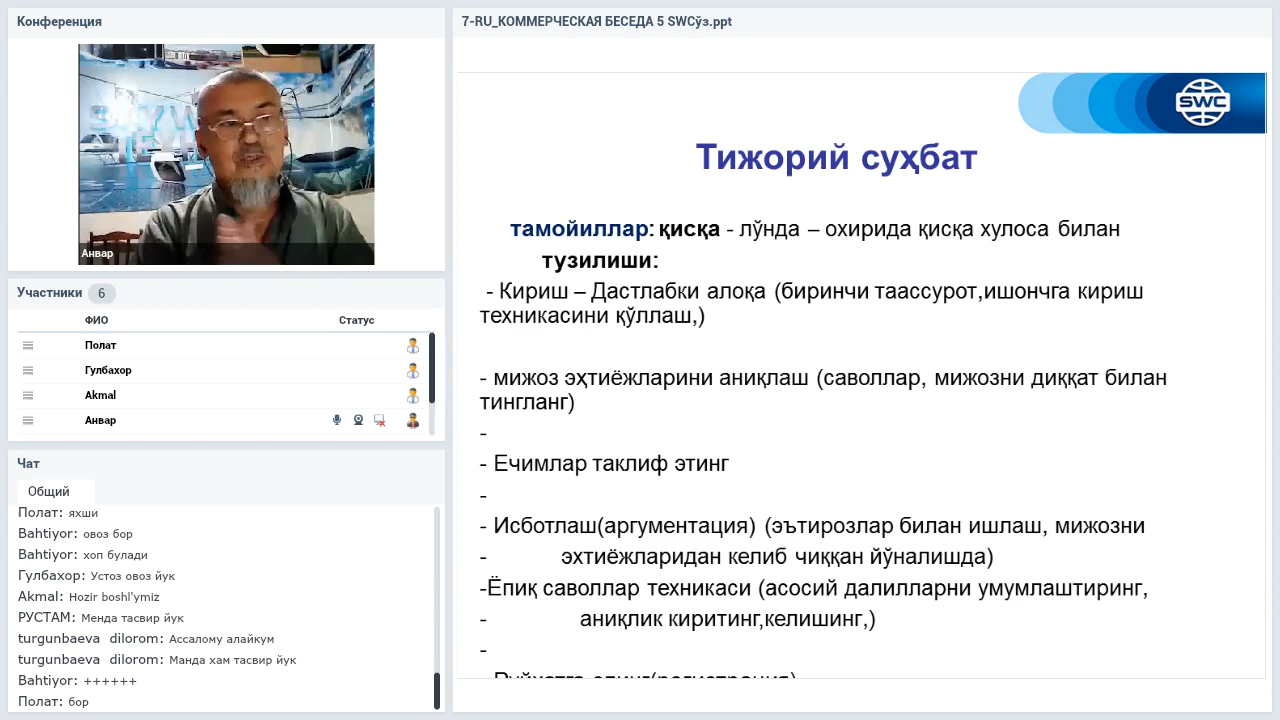 Конференция
Анвар
Участники 6
ФИО Статус
Полат
Гулбахор
Akmal
Анвар
Чат
Общий
Полат: яхши
Bahtiyor: овоз бор
Bahtiyor: хоп булади
Гулбахор: Устоз овоз йук
Akmal: Hozir boshl'ymiz
РУСТАМ: Менда тасвир йук
turgunbaeva dilorom: Ассалому алайкум
turgunbaeva dilorom: Манда хам тасвир йук
Bahtiyor: ++++++
Полат: бор
7-RU_КОММЕРЧЕСКАЯ БЕСЕДА 5 SWCўз.ppt
SWC
Тижорий суҳбат
тамойиллар: қисқа - лўнда – охирида қисқа хулоса билан
тузилиши:
- Кириш – Дастлабки алоқа (биринчи таассурот,ишончга кириш
техникасини қўллаш,)
- мижоз эҳтиёжларини аниқлаш (саволлар, мижозни диққат билан
тингланг)
-
- Ечимлар таклиф этинг
-
- Исботлаш(аргументация) (эътирозлар билан ишлаш, мижозни
- эхтиёжларидан келиб чиққан йўналишда)
-Ёпиқ саволлар техникаси (асосий далилларни умумлаштиринг,
- аниқлик киритинг,келишинг,)
-
- Руйхатга олинг(регистрация)